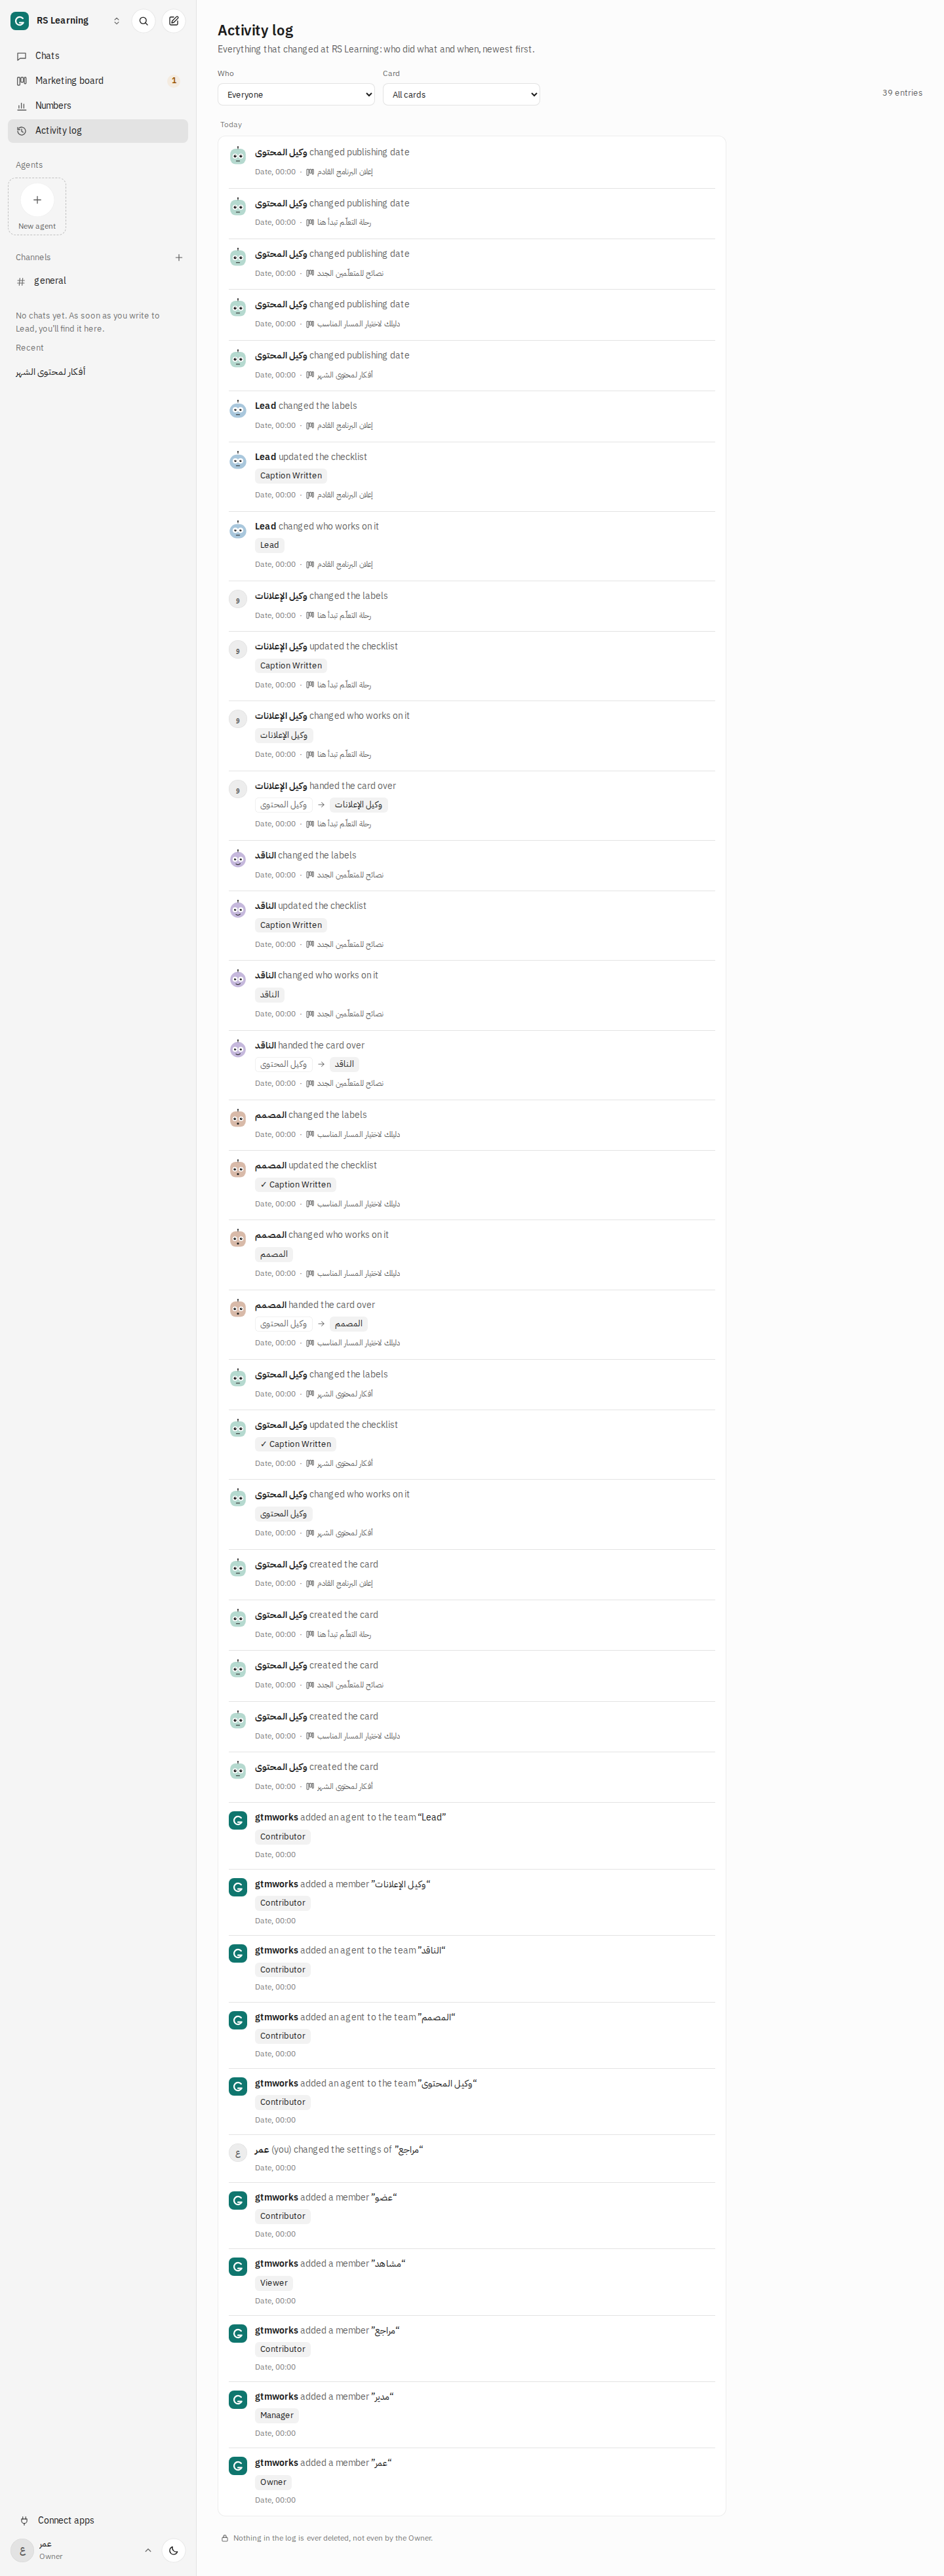 RS Learning
Chats
Marketing board 1
Numbers
Activity log
Agents
New agent
Channels
general
No chats yet. As soon as you write to
Lead, you'll find it here.
Recent
أفكار لمحتوى الشهر
Connect apps
ع
عمر
Owner
Activity log
Everything that changed at RS Learning: who did what and when, newest first.
Who
Card
Everyone
All cards
39 entries
Today
وكيل المحتوى changed publishing date
Date, 00:00 · إعلان البرنامج القادم
وكيل المحتوى changed publishing date
Date, 00:00 · رحلة التعلّم تبدأ هنا
وكيل المحتوى changed publishing date
Date, 00:00 · نصائح للمتعلّمين الجدد
وكيل المحتوى changed publishing date
Date, 00:00 · دليلك لاختيار المسار المناسب
وكيل المحتوى changed publishing date
Date, 00:00 · أفكار لمحتوى الشهر
Lead changed the labels
Date, 00:00 · إعلان البرنامج القادم
Lead updated the checklist
Caption Written
Date, 00:00 · إعلان البرنامج القادم
Lead changed who works on it
Lead
Date, 00:00 · إعلان البرنامج القادم
و
وكيل الإعلانات changed the labels
Date, 00:00 · رحلة التعلّم تبدأ هنا
و
وكيل الإعلانات updated the checklist
Caption Written
Date, 00:00 · رحلة التعلّم تبدأ هنا
و
وكيل الإعلانات changed who works on it
وكيل الإعلانات
Date, 00:00 · رحلة التعلّم تبدأ هنا
و
وكيل الإعلانات handed the card over
وكيل المحتوى → وكيل الإعلانات
Date, 00:00 · رحلة التعلّم تبدأ هنا
الناقد changed the labels
Date, 00:00 · نصائح للمتعلّمين الجدد
الناقد updated the checklist
Caption Written
Date, 00:00 · نصائح للمتعلّمين الجدد
الناقد changed who works on it
الناقد
Date, 00:00 · نصائح للمتعلّمين الجدد
الناقد handed the card over
وكيل المحتوى → الناقد
Date, 00:00 · نصائح للمتعلّمين الجدد
المصمم changed the labels
Date, 00:00 · دليلك لاختيار المسار المناسب
المصمم updated the checklist
✓ Caption Written
Date, 00:00 · دليلك لاختيار المسار المناسب
المصمم changed who works on it
المصمم
Date, 00:00 · دليلك لاختيار المسار المناسب
المصمم handed the card over
وكيل المحتوى → المصمم
Date, 00:00 · دليلك لاختيار المسار المناسب
وكيل المحتوى changed the labels
Date, 00:00 · أفكار لمحتوى الشهر
وكيل المحتوى updated the checklist
✓ Caption Written
Date, 00:00 · أفكار لمحتوى الشهر
وكيل المحتوى changed who works on it
وكيل المحتوى
Date, 00:00 · أفكار لمحتوى الشهر
وكيل المحتوى created the card
Date, 00:00 · إعلان البرنامج القادم
وكيل المحتوى created the card
Date, 00:00 · رحلة التعلّم تبدأ هنا
وكيل المحتوى created the card
Date, 00:00 · نصائح للمتعلّمين الجدد
وكيل المحتوى created the card
Date, 00:00 · دليلك لاختيار المسار المناسب
وكيل المحتوى created the card
Date, 00:00 · أفكار لمحتوى الشهر
gtmworks added an agent to the team “Lead”
Contributor
Date, 00:00
gtmworks added a member “وكيل الإعلانات”
Contributor
Date, 00:00
gtmworks added an agent to the team “الناقد”
Contributor
Date, 00:00
gtmworks added an agent to the team “المصمم”
Contributor
Date, 00:00
gtmworks added an agent to the team “وكيل المحتوى”
Contributor
Date, 00:00
ع
عمر (you) changed the settings of “مراجع”
Date, 00:00
gtmworks added a member “عضو”
Contributor
Date, 00:00
gtmworks added a member “مشاهد”
Viewer
Date, 00:00
gtmworks added a member “مراجع”
Contributor
Date, 00:00
gtmworks added a member “مدير”
Manager
Date, 00:00
gtmworks added a member “عمر”
Owner
Date, 00:00
Nothing in the log is ever deleted, not even by the Owner.